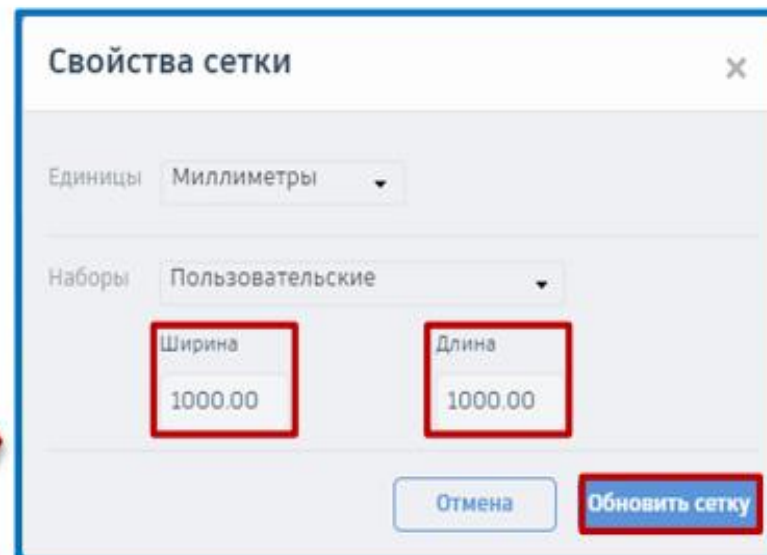 Свойства сетки
Единицы Миллиметры
Наборы Пользовательские
Ширина Длина
1000.00 1000.00
Отмена Обновить сетку